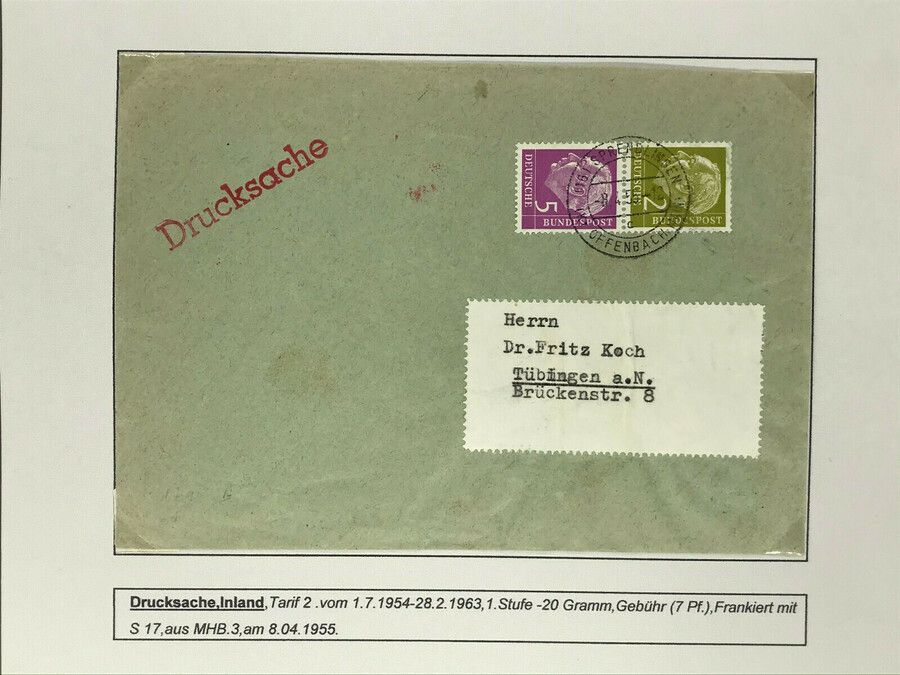 Drucksache
DEUTSCHE
5
BUNDESPOST
DEUTSCHE
2
BUNDESPOST
(16) SPRENDLINGEN
OFFENBACH
Herrn
Dr.Fritz Koch
Tübingen a.N.
Brückenstr. 8
Drucksache,Inland,Tarif 2 .vom 1.7.1954-28.2.1963,1.Stufe -20 Gramm,Gebühr (7 Pf.),Frankiert mit
S 17,aus MHB.3,am 8.04.1955.